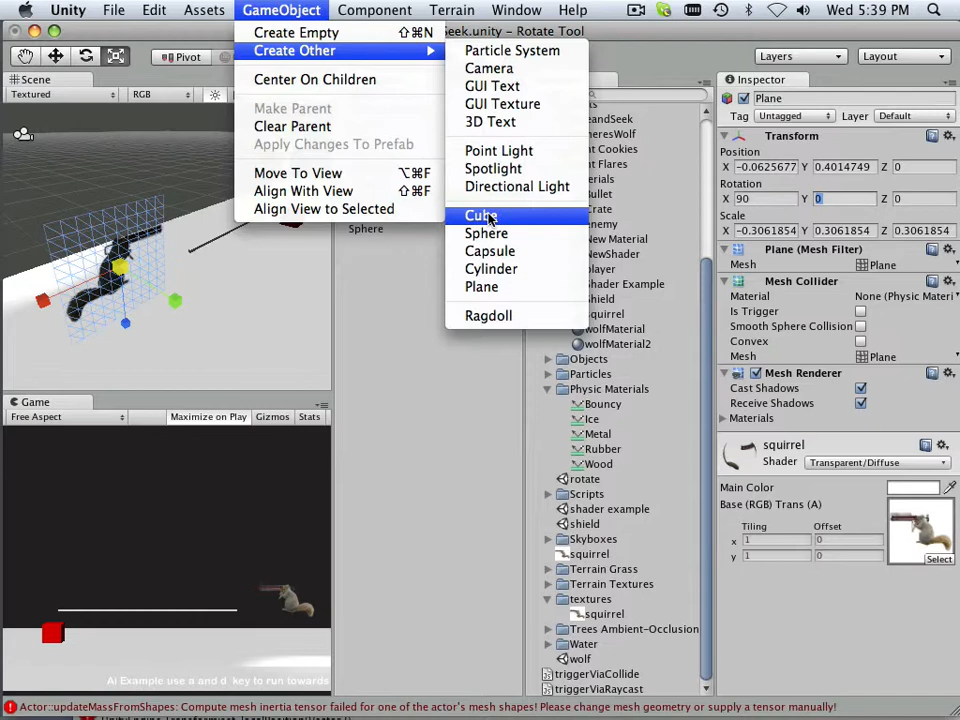 Unity File Edit Assets GameObject Component Terrain Window Help Wed 5:39 PM
Seek.unity - Rotate Tool
Pivot
Layers
Layout
Scene
Textured
RGB
Create Empty ⇧⌘N
Create Other
Center On Children
Make Parent
Clear Parent
Apply Changes To Prefab
Move To View ⌥⌘F
Align With View ⇧⌘F
Align View to Selected
Particle System
Camera
GUI Text
GUI Texture
3D Text
Point Light
Spotlight
Directional Light
Cube
Sphere
Capsule
Cylinder
Plane
Ragdoll
Sphere
eandSeek
heresWolf
nt Cookies
nt Flares
erials
Bullet
Crate
Enemy
New Material
NewShader
player
Shader Example
Shield
squirrel
wolfMaterial
wolfMaterial2
Objects
Particles
Physic Materials
Bouncy
Ice
Metal
Rubber
Wood
rotate
Scripts
shader example
shield
Skyboxes
squirrel
Terrain Grass
Terrain Textures
textures
squirrel
Trees Ambient-Occlusion
Water
wolf
triggerViaCollide
triggerViaRaycast
Inspector
Plane
Tag Untagged Layer Default
Transform
Position
X -0.0625677 Y 0.4014749 Z 0
Rotation
X 90 Y 0 Z 0
Scale
X 0.3061854 Y 0.3061854 Z 0.3061854
Plane (Mesh Filter)
Mesh Plane
Mesh Collider
Material None (Physic Materi
Is Trigger
Smooth Sphere Collision
Convex
Mesh Plane
Mesh Renderer
Cast Shadows
Receive Shadows
Materials
squirrel
Shader Transparent/Diffuse
Main Color
Base (RGB) Trans (A)
Tiling Offset
x 1 0
y 1 0
Select
Game
Free Aspect Maximize on Play Gizmos Stats
Ai Example use a and d key to run towards
Actor::updateMassFromShapes: Compute mesh inertia tensor failed for one of the actor's mesh shapes! Please change mesh geometry or supply a tensor manually!